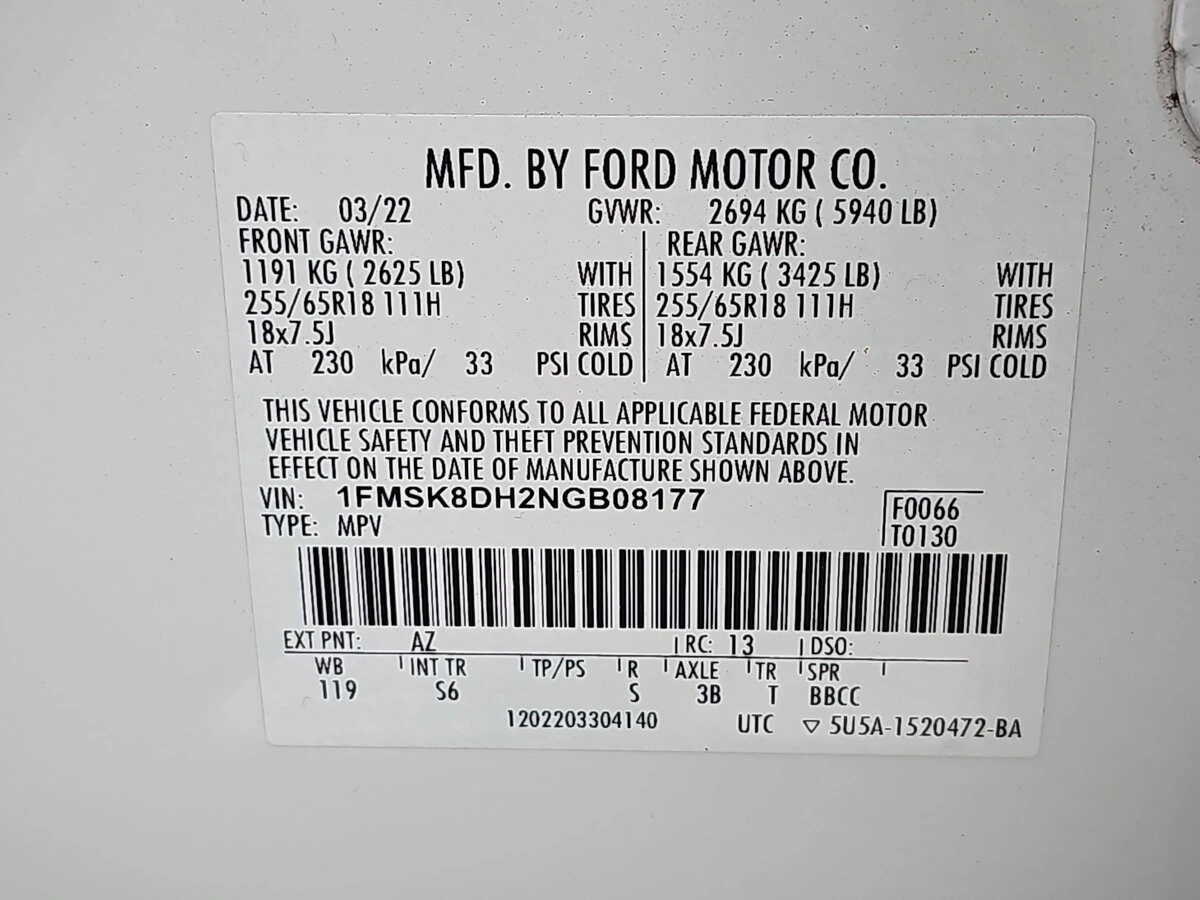 MFD. BY FORD MOTOR CO.
DATE: 03/22 GVWR: 2694 KG ( 5940 LB)
FRONT GAWR: REAR GAWR:
1191 KG ( 2625 LB) WITH 1554 KG ( 3425 LB) WITH
255/65R18 111H TIRES 255/65R18 111H TIRES
18x7.5J RIMS 18x7.5J RIMS
AT 230 kPa/ 33 PSI COLD AT 230 kPa/ 33 PSI COLD
THIS VEHICLE CONFORMS TO ALL APPLICABLE FEDERAL MOTOR
VEHICLE SAFETY AND THEFT PREVENTION STANDARDS IN
EFFECT ON THE DATE OF MANUFACTURE SHOWN ABOVE.
VIN: 1FMSK8DH2NGB08177 F0066
TYPE: MPV T0130
EXT PNT: AZ RC: 13 DSO:
WB INT TR TP/PS R AXLE TR SPR
119 S6 S 3B T BBCC
1202203304140 UTC ▽ 5U5A-1520472-BA